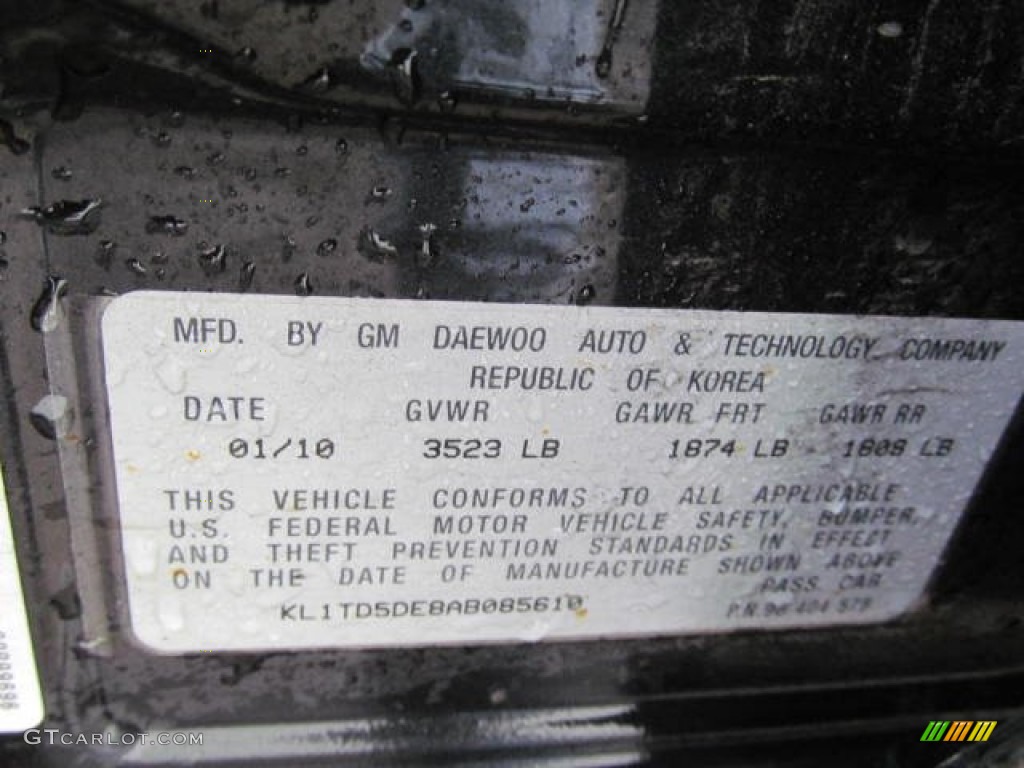 MFD. BY GM DAEWOO AUTO & TECHNOLOGY COMPANY
REPUBLIC OF KOREA
DATE GVWR GAWR FRT GAWR RR
01/10 3523 LB 1874 LB 1808 LB
THIS VEHICLE CONFORMS TO ALL APPLICABLE
U.S. FEDERAL MOTOR VEHICLE SAFETY, BUMPER,
AND THEFT PREVENTION STANDARDS IN EFFECT
ON THE DATE OF MANUFACTURE SHOWN ABOVE
PASS CAR
KL1TD5DE8AB085610 P/N 96
GTCARLOT.COM